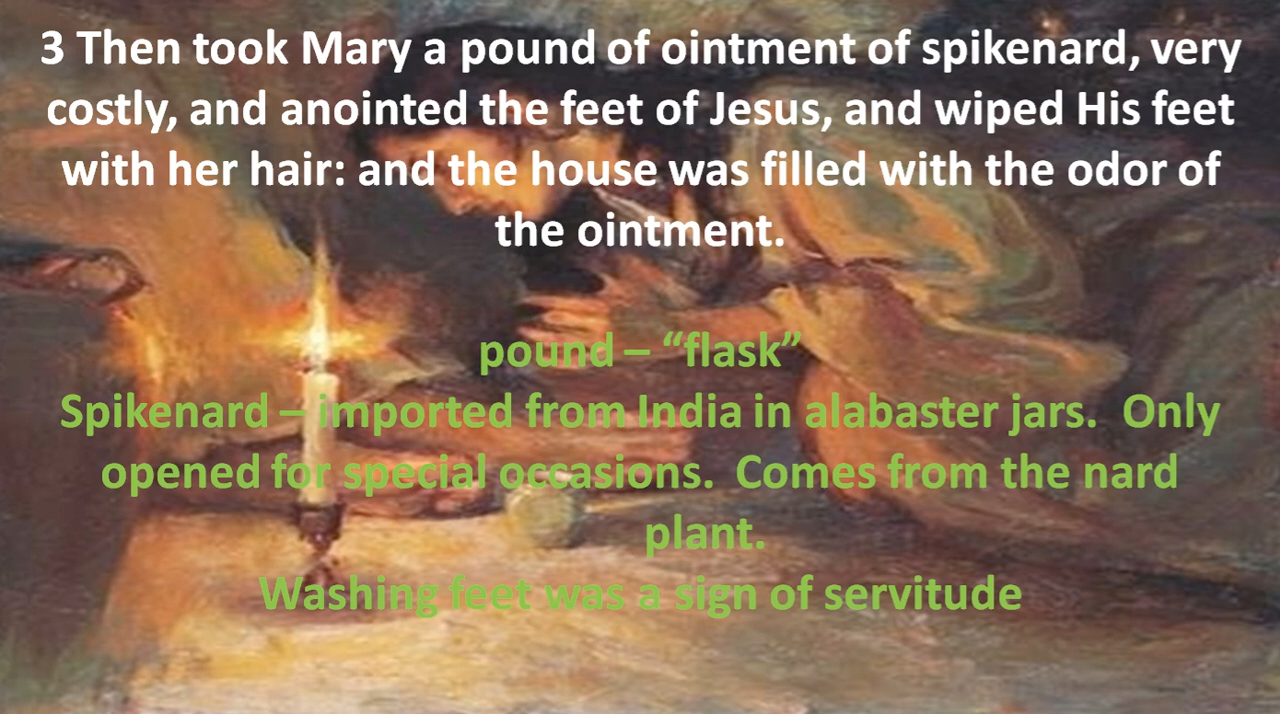 3 Then took Mary a pound of ointment of spikenard, very
costly, and anointed the feet of Jesus, and wiped His feet
with her hair: and the house was filled with the odor of
the ointment.
pound – “flask”
Spikenard – imported from India in alabaster jars.  Only
opened for special occasions.  Comes from the nard
plant.
Washing feet was a sign of servitude